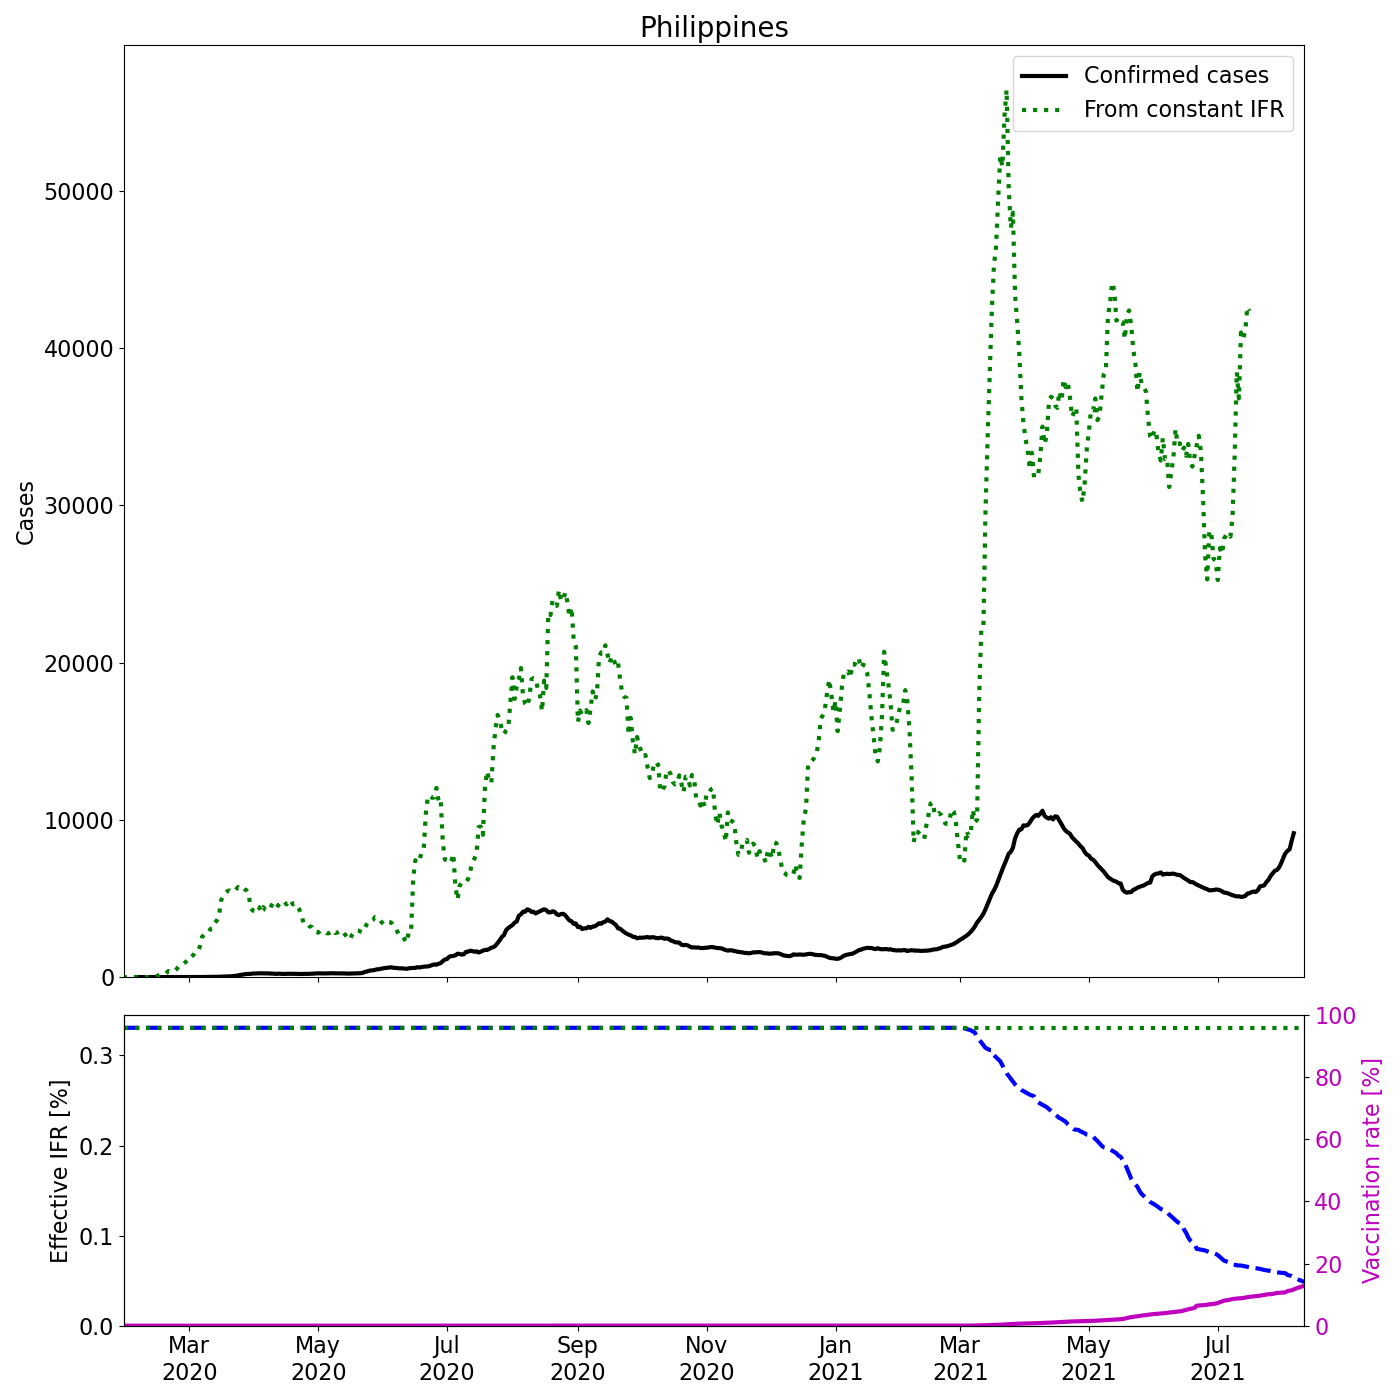 Philippines
Confirmed cases
From constant IFR
50000
40000
30000
20000
10000
0
Cases
0.3
0.2
0.1
0.0
Effective IFR [%]
100
80
60
40
20
0
Vaccination rate [%]
Mar May Jul Sep Nov Jan Mar May Jul
2020 2020 2020 2020 2020 2021 2021 2021 2021